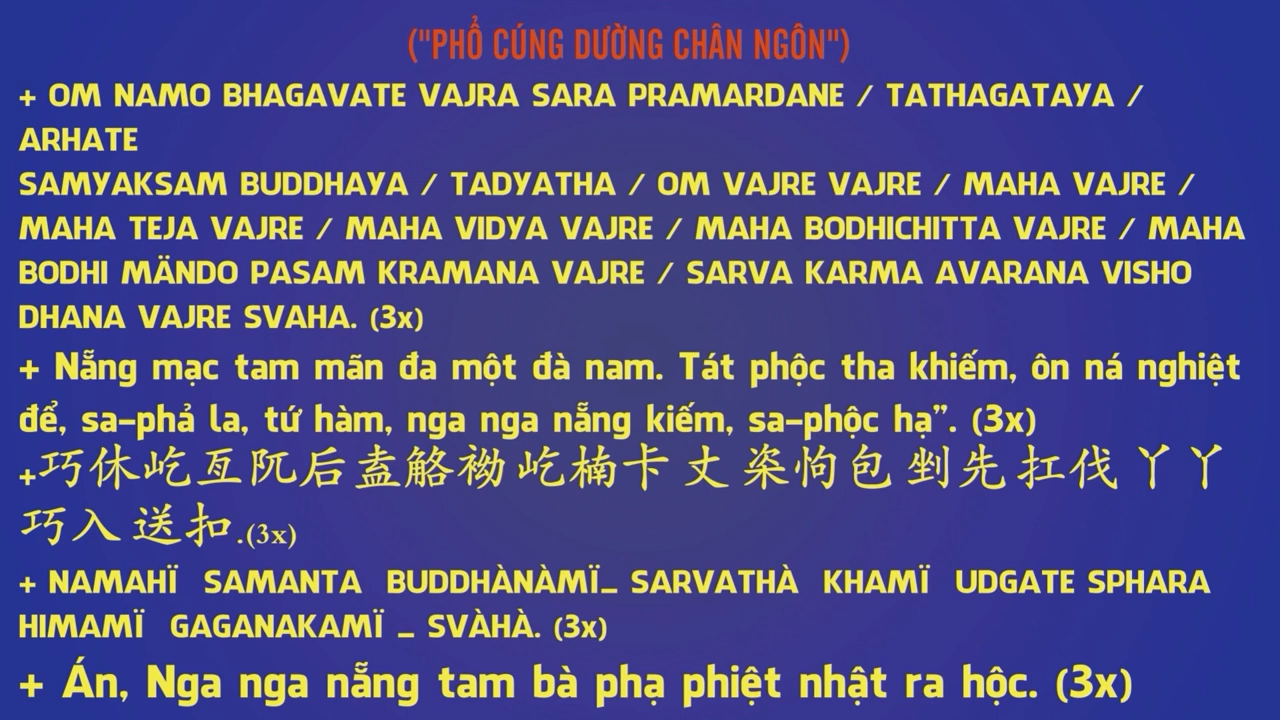 ("PHỔ CÚNG DƯỜNG CHÂN NGÔN")
+ OM NAMO BHAGAVATE VAJRA SARA PRAMARDANE / TATHAGATAYA /
ARHATE
SAMYAKSAM BUDDHAYA / TADYATHA / OM VAJRE VAJRE / MAHA VAJRE /
MAHA TEJA VAJRE / MAHA VIDYA VAJRE / MAHA BODHICHITTA VAJRE / MAHA
BODHI MÄNDO PASAM KRAMANA VAJRE / SARVA KARMA AVARANA VISHO
DHANA VAJRE SVAHA. (3x)
+ Nẵng mạc tam mãn đa một đà nam. Tát phộc tha khiếm, ôn ná nghiệt
để, sa-phả la, tứ hàm, nga nga nẵng kiếm, sa-phộc hạ”. (3x)
+巧休屹亙阢后盍觡袎屹楠卡丈 栥恦包 剉先 扛伐 丫丫
巧入 送扣.(3x)
+ NAMAHÏ SAMANTA BUDDHÀNÀMÏ_ SARVATHÀ KHAMÏ UDGATE SPHARA
HIMAMÏ GAGANAKAMÏ _ SVÀHÀ. (3x)
+ Án, Nga nga nẵng tam bà phạ phiệt nhật ra hộc. (3x)